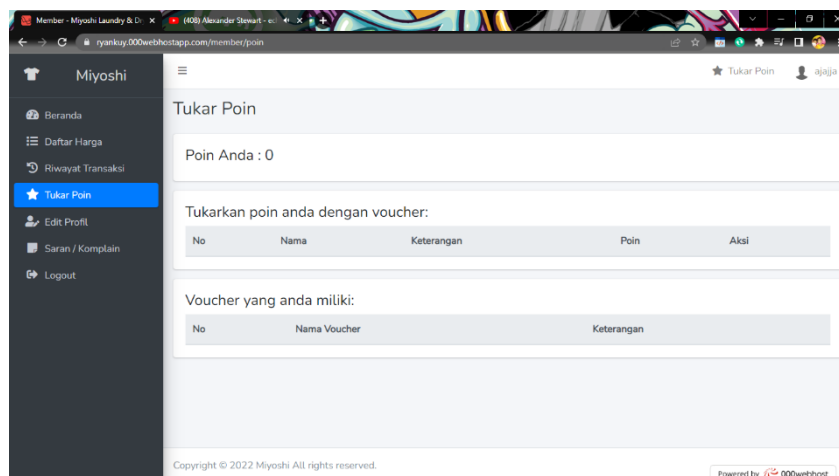 Member - Miyoshi Laundry & Dr
(408) Alexander Stewart - ec
ryankuy.000webhostapp.com/member/poin
Miyoshi
Tukar Poin
ajajja
Beranda
Daftar Harga
Riwayat Transaksi
Tukar Poin
Edit Profil
Saran / Komplain
Logout
Tukar Poin
Poin Anda : 0
Tukarkan poin anda dengan voucher:
No Nama Keterangan Poin Aksi
Voucher yang anda miliki:
No Nama Voucher Keterangan
Copyright © 2022 Miyoshi All rights reserved.
Powered by 000webhost